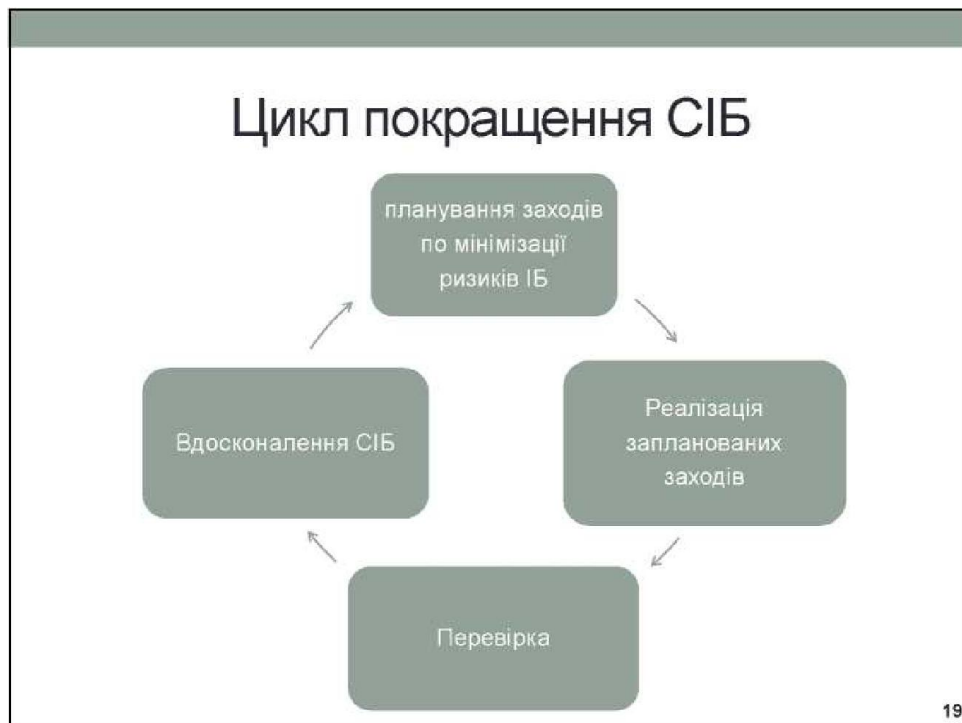 Цикл покращення СІБ
планування заходів
по мінімізації
ризиків ІБ
Реалізація
запланованих
заходів
Перевірка
Вдосконалення СІБ
19